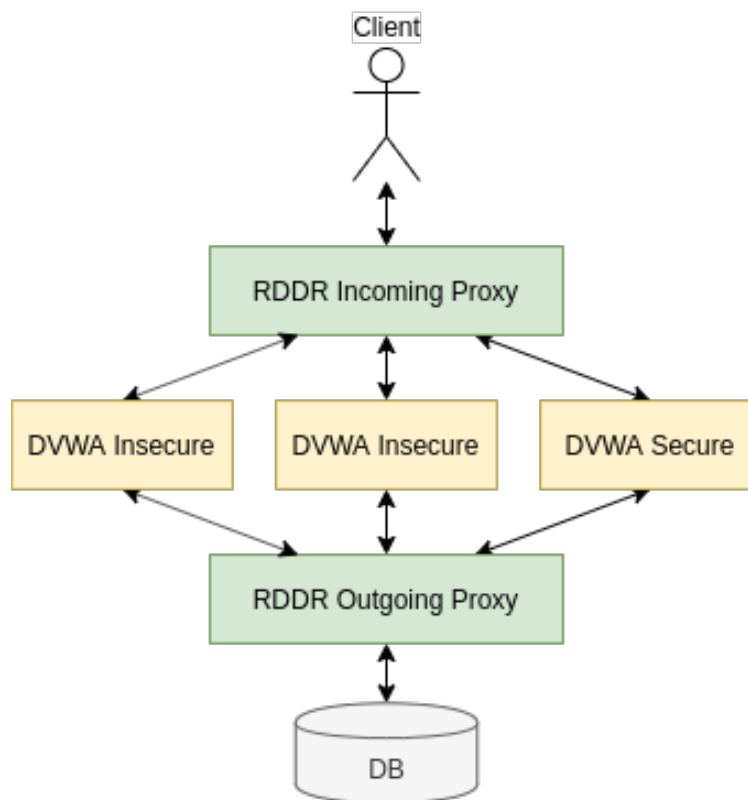 Client
RDDR Incoming Proxy
DVWA Insecure
DVWA Insecure
DVWA Secure
RDDR Outgoing Proxy
DB